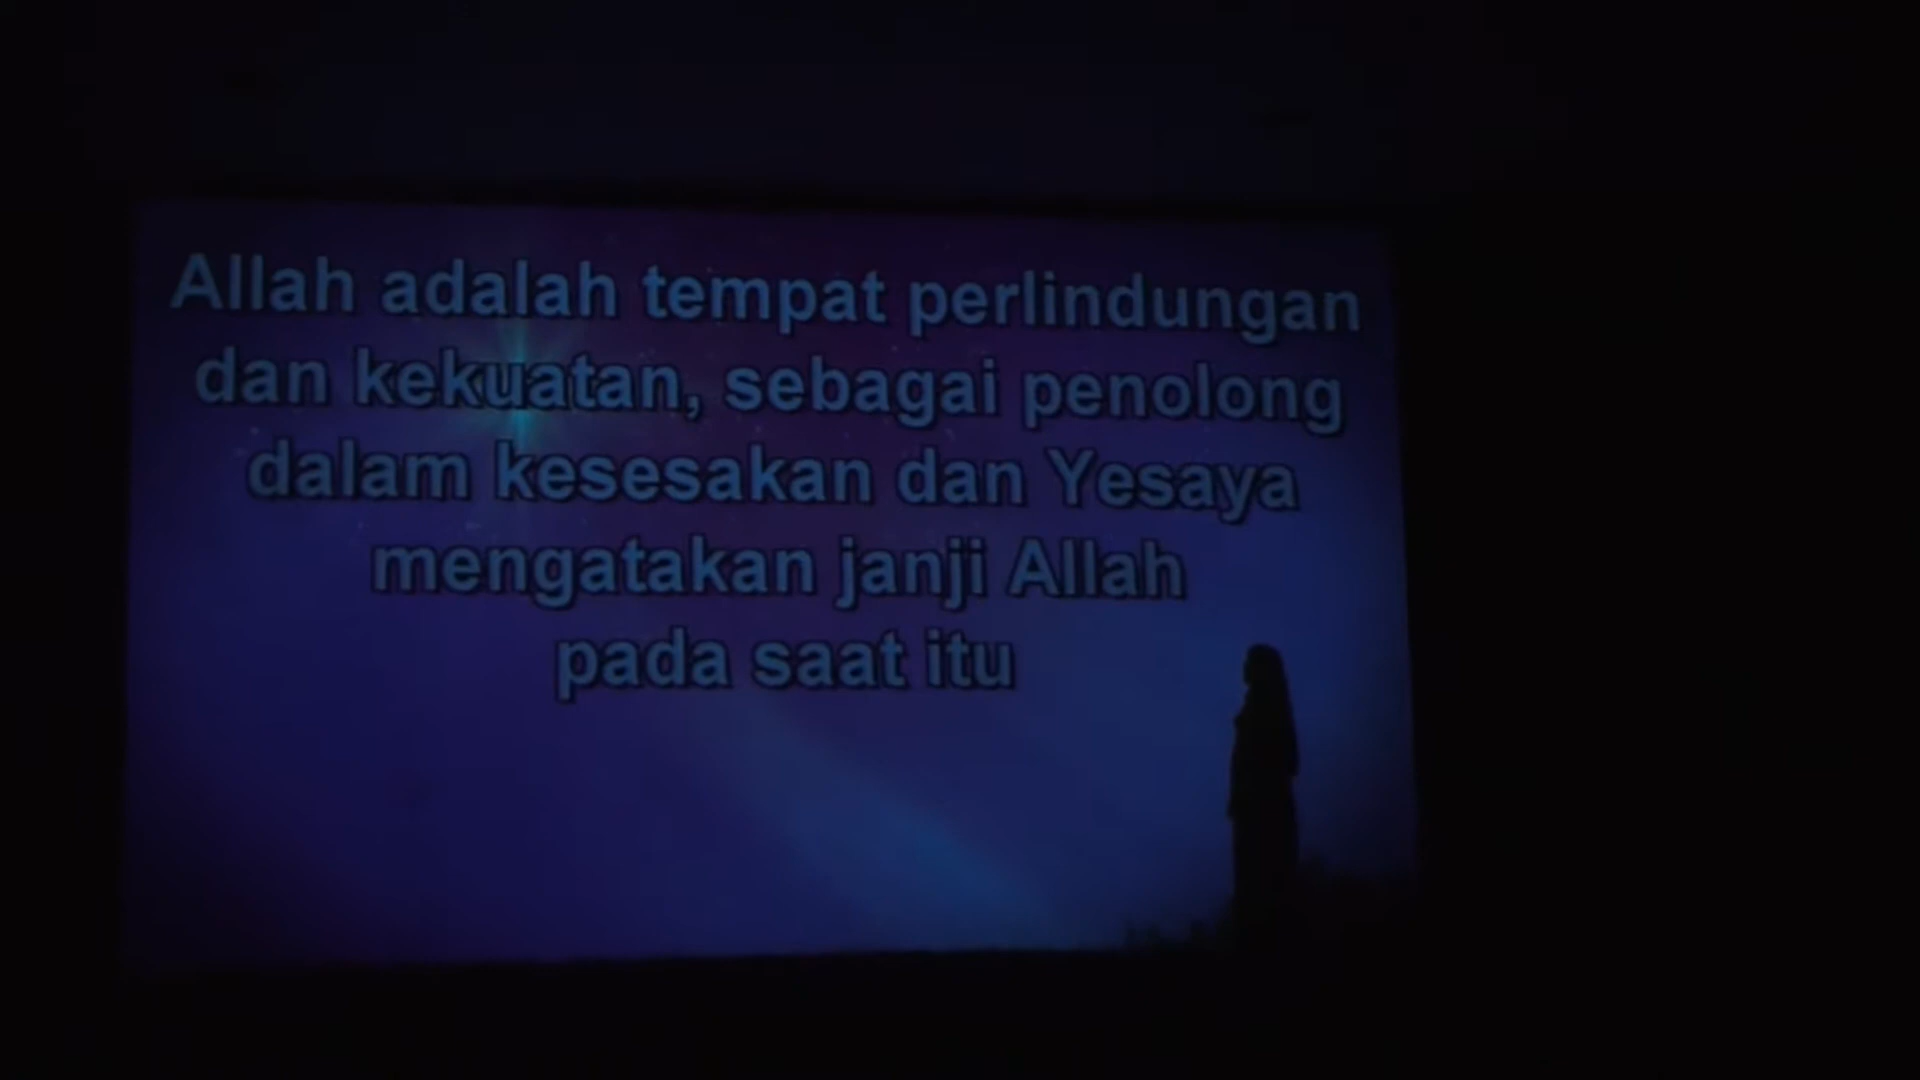 Allah adalah tempat perlindungan
dan kekuatan, sebagai penolong
dalam kesesakan dan Yesaya
mengatakan janji Allah
pada saat itu